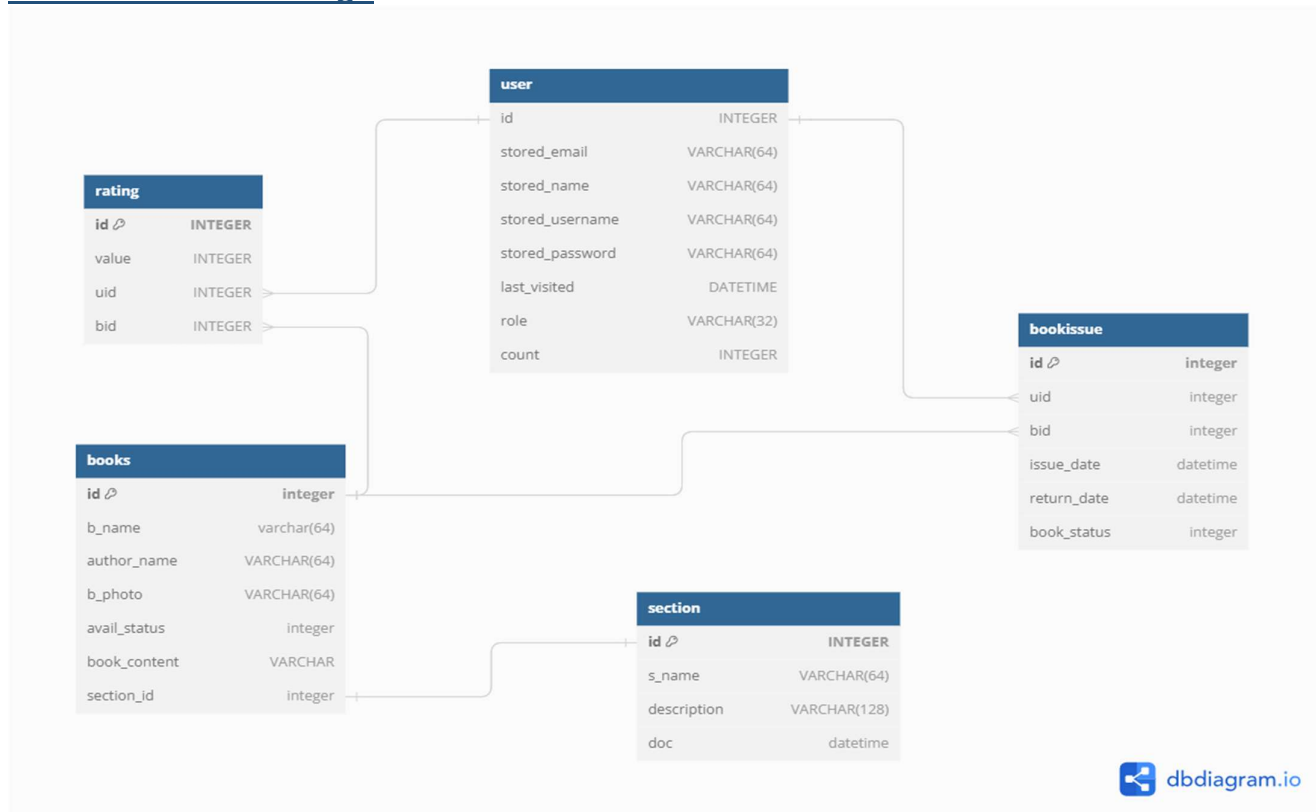 user
id INTEGER
stored_email VARCHAR(64)
stored_name VARCHAR(64)
stored_username VARCHAR(64)
stored_password VARCHAR(64)
last_visited DATETIME
role VARCHAR(32)
count INTEGER
rating
id INTEGER
value INTEGER
uid INTEGER
bid INTEGER
bookissue
id integer
uid integer
bid integer
issue_date datetime
return_date datetime
book_status integer
books
id integer
b_name varchar(64)
author_name VARCHAR(64)
b_photo VARCHAR(64)
avail_status integer
book_content VARCHAR
section_id integer
section
id INTEGER
s_name VARCHAR(64)
description VARCHAR(128)
doc datetime
dbdiagram.io